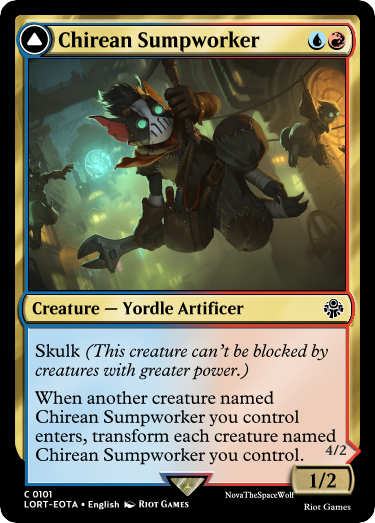 Chirean Sumpworker
Creature — Yordle Artificer
Skulk (This creature can't be blocked by
creatures with greater power.)
When another creature named
Chirean Sumpworker you control
enters, transform each creature named
Chirean Sumpworker you control.
4/2
1/2
C 0101
LORT-EOTA • English Riot Games
NovaTheSpaceWolf
Riot Games